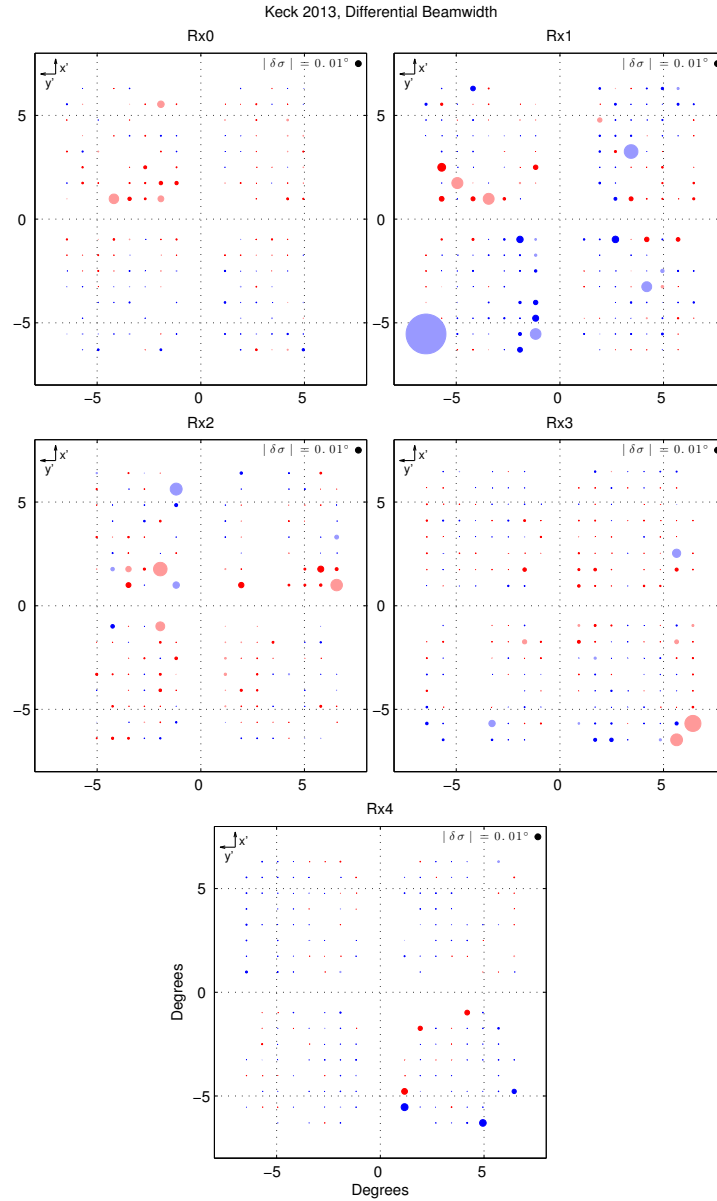 Keck 2013, Differential Beamwidth
Rx0
x'
y'
| δσ | = 0.01°
5
0
−5
−5
0
5
Rx1
x'
y'
| δσ | = 0.01°
5
0
−5
−5
0
5
Rx2
x'
y'
| δσ | = 0.01°
5
0
−5
−5
0
5
Rx3
x'
y'
| δσ | = 0.01°
5
0
−5
−5
0
5
Rx4
x'
y'
| δσ | = 0.01°
5
0
−5
Degrees
−5
0
5
Degrees